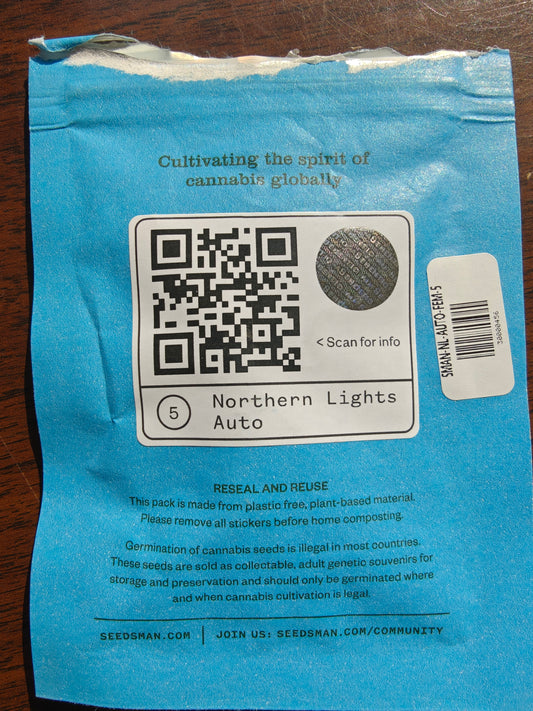 Cultivating the spirit of
cannabis globally
< Scan for info
SMAN-NL-AUTO-FEM-5
30000456
5
Northern Lights
Auto
RESEAL AND REUSE
This pack is made from plastic free, plant-based material.
Please remove all stickers before home composting.
Germination of cannabis seeds is illegal in most countries.
These seeds are sold as collectable, adult genetic souvenirs for
storage and preservation and should only be germinated where
and when cannabis cultivation is legal.
SEEDSMAN.COM | JOIN US: SEEDSMAN.COM/COMMUNITY